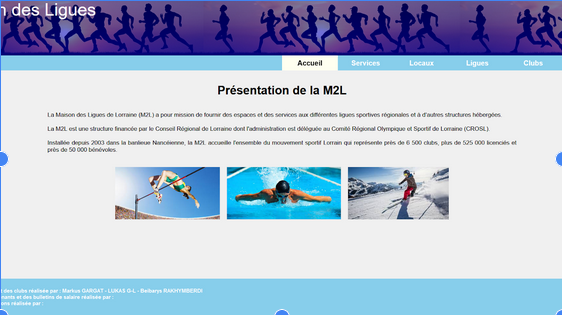 n des Ligues
Accueil Services Locaux Ligues Clubs
Présentation de la M2L
La Maison des Ligues de Lorraine (M2L) a pour mission de fournir des espaces et des services aux différentes ligues sportives régionales et à d'autres structures hébergées.
La M2L est une structure financée par le Conseil Régional de Lorraine dont l'administration est déléguée au Comité Régional Olympique et Sportif de Lorraine (CROSL).
Installée depuis 2003 dans la banlieue Nancéienne, la M2L accueille l'ensemble du mouvement sportif Lorrain qui représente près de 6 500 clubs, plus de 525 000 licenciés et
près de 50 000 bénévoles.
des clubs réalisée par : Markus GARGAT - LUKAS G-L - Beibarys RAKHYMBERDI
nants et des bulletins de salaire réalisée par :
ons réalisée par :